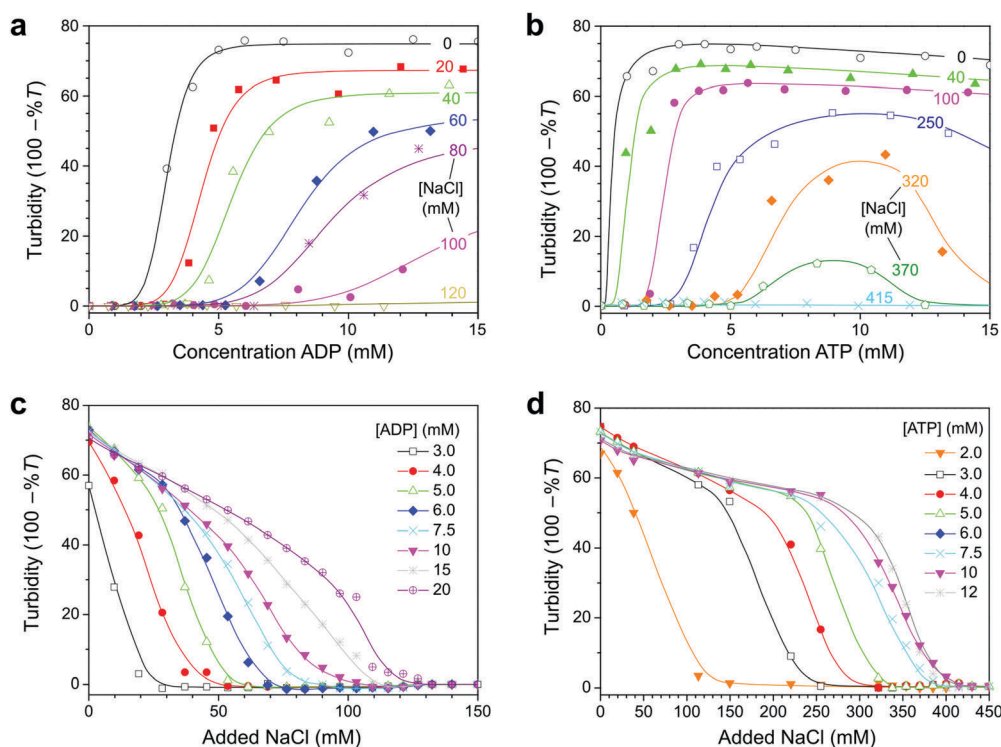 a
80
60
40
20
0
Turbidity (100 –%T)
0
20
40
60
80
[NaCl]
(mM)
100
120
0 5 10 15
Concentration ADP (mM)
b
80
60
40
20
0
Turbidity (100 –%T)
0
40
100
250
320
[NaCl]
(mM)
370
415
0 5 10 15
Concentration ATP (mM)
c
80
60
40
20
0
Turbidity (100 –%T)
[ADP] (mM)
3.0
4.0
5.0
6.0
7.5
10
15
20
0 50 100 150
Added NaCl (mM)
d
80
60
40
20
0
Turbidity (100 –%T)
[ATP] (mM)
2.0
3.0
4.0
5.0
6.0
7.5
10
12
0 50 100 150 200 250 300 350 400 450
Added NaCl (mM)